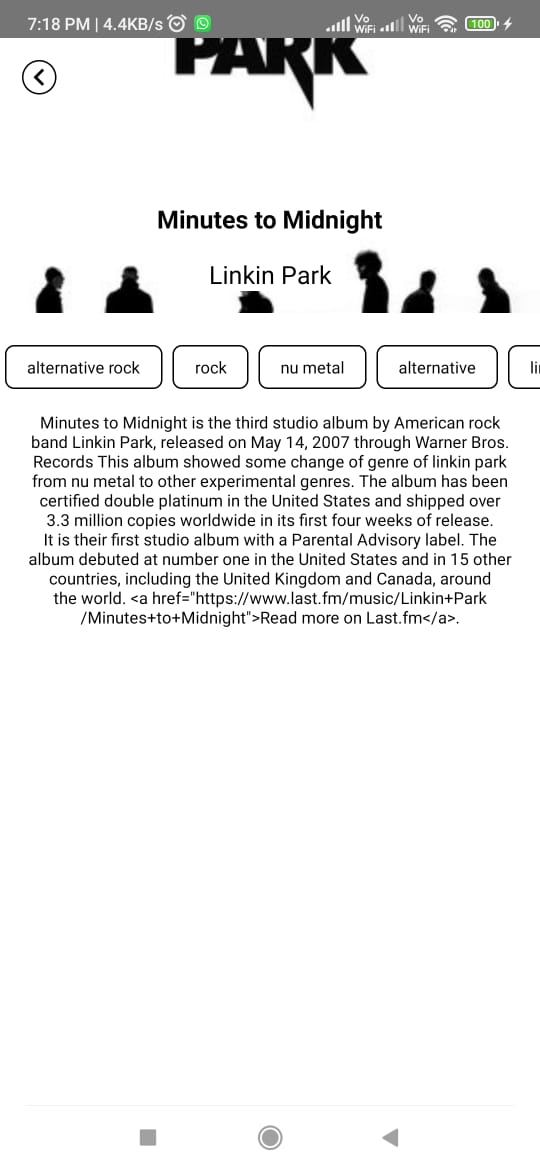 7:18 PM | 4.4KB/s
Vo WiFi Vo WiFi 100
PARK
Minutes to Midnight
Linkin Park
alternative rock rock nu metal alternative li
Minutes to Midnight is the third studio album by American rock
band Linkin Park, released on May 14, 2007 through Warner Bros.
Records This album showed some change of genre of linkin park
from nu metal to other experimental genres. The album has been
certified double platinum in the United States and shipped over
3.3 million copies worldwide in its first four weeks of release.
It is their first studio album with a Parental Advisory label. The
album debuted at number one in the United States and in 15 other
countries, including the United Kingdom and Canada, around
the world. <a href="https://www.last.fm/music/Linkin+Park
/Minutes+to+Midnight">Read more on Last.fm</a>.